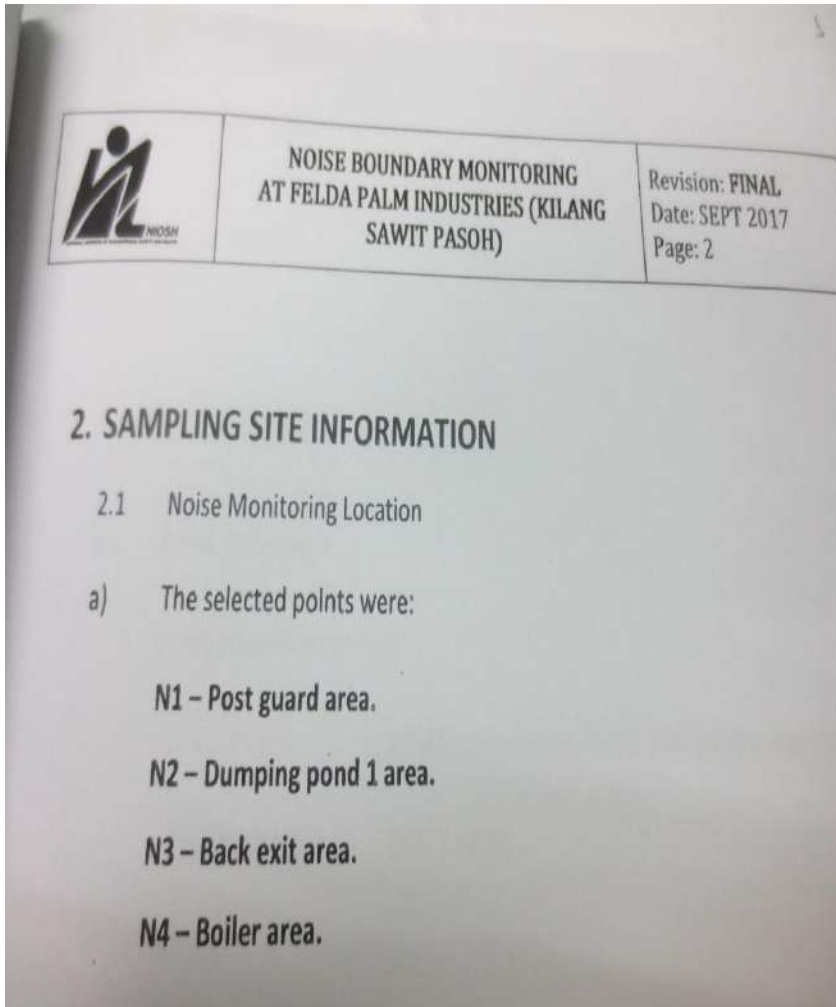 NIOSH
NOISE BOUNDARY MONITORING
AT FELDA PALM INDUSTRIES (KILANG
SAWIT PASOH)
Revision: FINAL
Date: SEPT 2017
Page: 2
2. SAMPLING SITE INFORMATION
2.1 Noise Monitoring Location
a) The selected points were:
N1 – Post guard area.
N2 – Dumping pond 1 area.
N3 – Back exit area.
N4 – Boiler area.